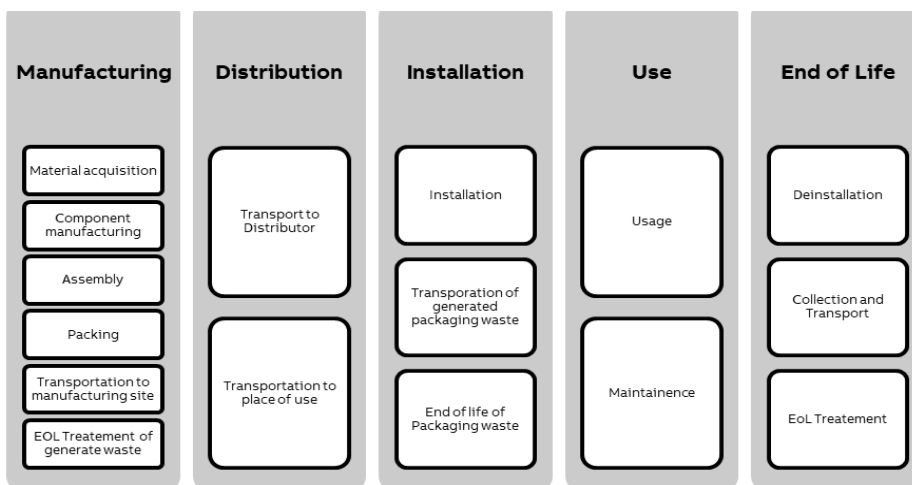 Manufacturing
Material acquisition
Component
manufacturing
Assembly
Packing
Transportation to
manufacturing site
EOL Treatement of
generate waste
Distribution
Transport to
Distributor
Transportation to
place of use
Installation
Installation
Transporation of
generated
packaging waste
End of life of
Packaging waste
Use
Usage
Maintainence
End of Life
Deinstallation
Collection and
Transport
EoL Treatement